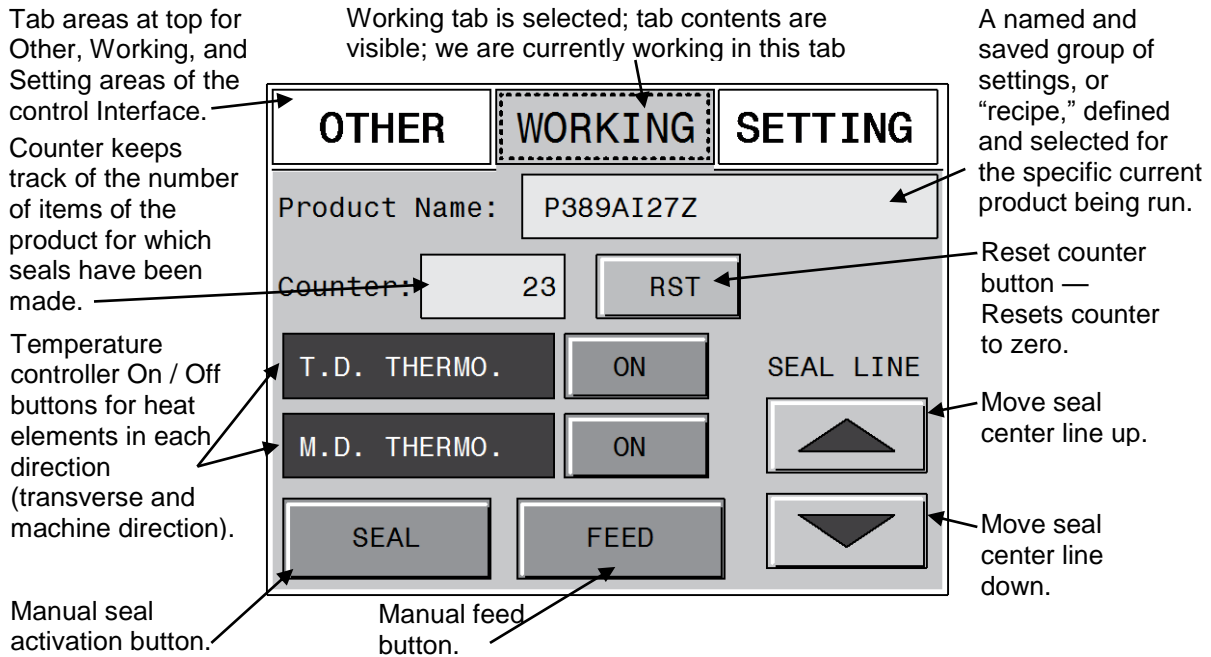 Tab areas at top for
Other, Working, and
Setting areas of the
control Interface.
Working tab is selected; tab contents are
visible; we are currently working in this tab
A named and
saved group of
settings, or
“recipe,” defined
and selected for
the specific current
product being run.
Counter keeps
track of the number
of items of the
product for which
seals have been
made.
Temperature
controller On / Off
buttons for heat
elements in each
direction
(transverse and
machine direction).
Manual seal
activation button.
OTHER WORKING SETTING
Product Name: P389AI27Z
Counter: 23 RST
T.D. THERMO. ON SEAL LINE
M.D. THERMO. ON
SEAL FEED
Manual feed
button.
Reset counter
button —
Resets counter
to zero.
Move seal
center line up.
Move seal
center line
down.